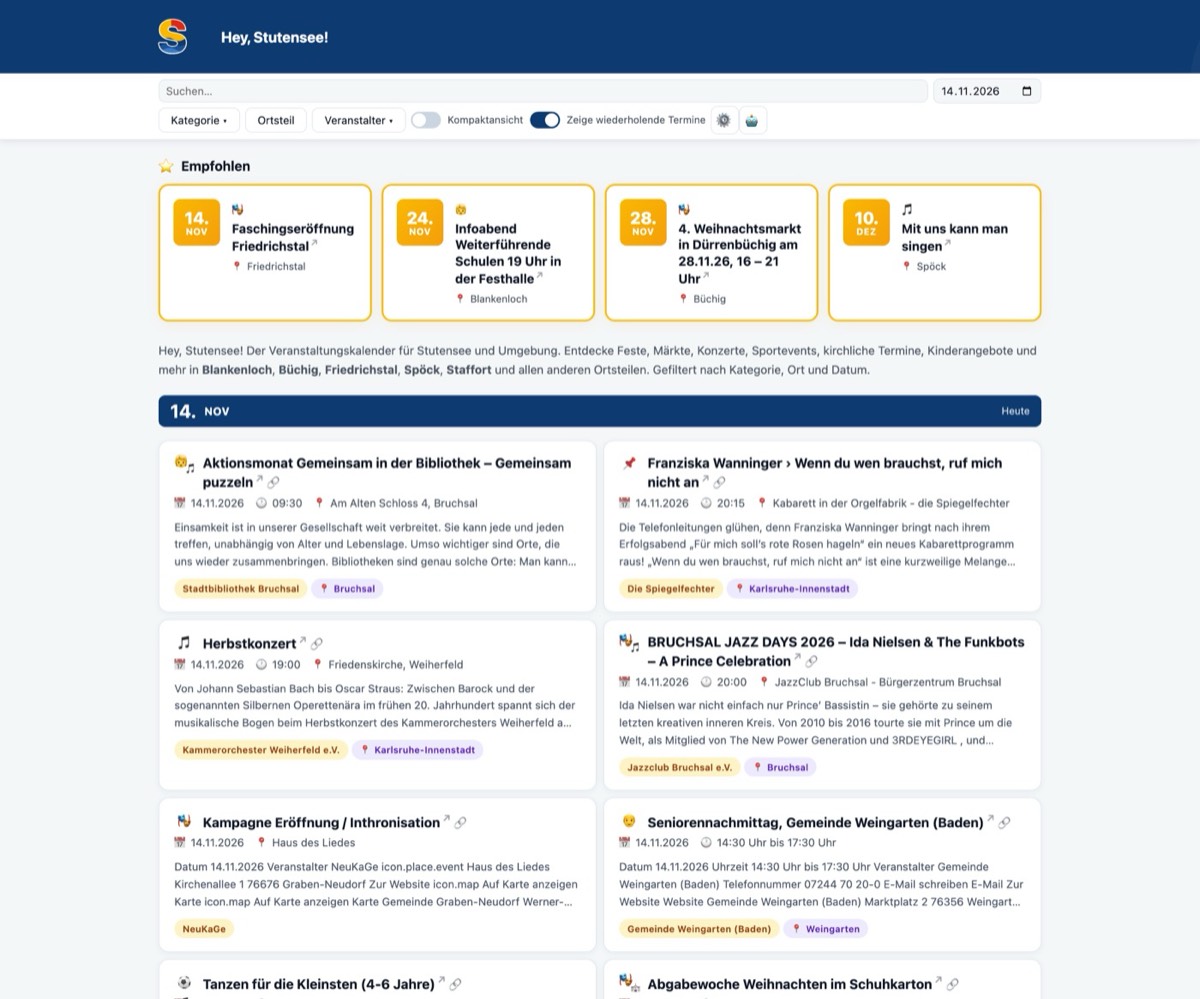 Hey, Stutensee!
Suchen...
14.11.2026
Kategorie
Ortsteil
Veranstalter
Kompaktansicht
Zeige wiederholende Termine
Empfohlen
14.
NOV
Faschingseröffnung
Friedrichstal
Friedrichstal
24.
NOV
Infoabend
Weiterführende
Schulen 19 Uhr in
der Festhalle
Blankenloch
28.
NOV
4. Weihnachtsmarkt
in Dürrenbüchig am
28.11.26, 16 – 21
Uhr
Büchig
10.
DEZ
Mit uns kann man
singen
Spöck
Hey, Stutensee! Der Veranstaltungskalender für Stutensee und Umgebung. Entdecke Feste, Märkte, Konzerte, Sportevents, kirchliche Termine, Kinderangebote und
mehr in Blankenloch, Büchig, Friedrichstal, Spöck, Staffort und allen anderen Ortsteilen. Gefiltert nach Kategorie, Ort und Datum.
14. NOV
Heute
Aktionsmonat Gemeinsam in der Bibliothek – Gemeinsam
puzzeln
14.11.2026 09:30 Am Alten Schloss 4, Bruchsal
Einsamkeit ist in unserer Gesellschaft weit verbreitet. Sie kann jede und jeden
treffen, unabhängig von Alter und Lebenslage. Umso wichtiger sind Orte, die
uns wieder zusammenbringen. Bibliotheken sind genau solche Orte: Man kann...
Stadtbibliothek Bruchsal
Bruchsal
Franziska Wanninger › Wenn du wen brauchst, ruf mich
nicht an
14.11.2026 20:15 Kabarett in der Orgelfabrik - die Spiegelfechter
Die Telefonleitungen glühen, denn Franziska Wanninger bringt nach ihrem
Erfolgsabend „Für mich soll's rote Rosen hageln“ ein neues Kabarettprogramm
raus! „Wenn du wen brauchst, ruf mich nicht an“ ist eine kurzweilige Melange...
Die Spiegelfechter
Karlsruhe-Innenstadt
Herbstkonzert
14.11.2026 19:00 Friedenskirche, Weiherfeld
Von Johann Sebastian Bach bis Oscar Straus: Zwischen Barock und der
sogenannten Silbernen Operettenära im frühen 20. Jahrhundert spannt sich der
musikalische Bogen beim Herbstkonzert des Kammerorchesters Weiherfeld a...
Kammerorchester Weiherfeld e.V.
Karlsruhe-Innenstadt
BRUCHSAL JAZZ DAYS 2026 – Ida Nielsen & The Funkbots
– A Prince Celebration
14.11.2026 20:00 JazzClub Bruchsal - Bürgerzentrum Bruchsal
Ida Nielsen war nicht einfach nur Prince’ Bassistin – sie gehörte zu seinem
letzten kreativen inneren Kreis. Von 2010 bis 2016 tourte sie mit Prince um die
Welt, als Mitglied von The New Power Generation und 3RDEYEGIRL , und...
Jazzclub Bruchsal e.V.
Bruchsal
Kampagne Eröffnung / Inthronisation
14.11.2026 Haus des Liedes
Datum 14.11.2026 Veranstalter NeuKaGe icon.place.event Haus des Liedes
Kirchenallee 1 76676 Graben-Neudorf Zur Website icon.map Auf Karte anzeigen
Karte icon.map Auf Karte anzeigen Karte Gemeinde Graben-Neudorf Werner-...
NeuKaGe
Seniorennachmittag, Gemeinde Weingarten (Baden)
14.11.2026 14:30 Uhr bis 17:30 Uhr
Datum 14.11.2026 Uhrzeit 14:30 Uhr bis 17:30 Uhr Veranstalter Gemeinde
Weingarten (Baden) Telefonnummer 07244 70 20-0 E-Mail schreiben E-Mail Zur
Website Website Gemeinde Weingarten (Baden) Marktplatz 2 76356 Weingart...
Gemeinde Weingarten (Baden)
Weingarten
Tanzen für die Kleinsten (4-6 Jahre)
Abgabewoche Weihnachten im Schuhkarton